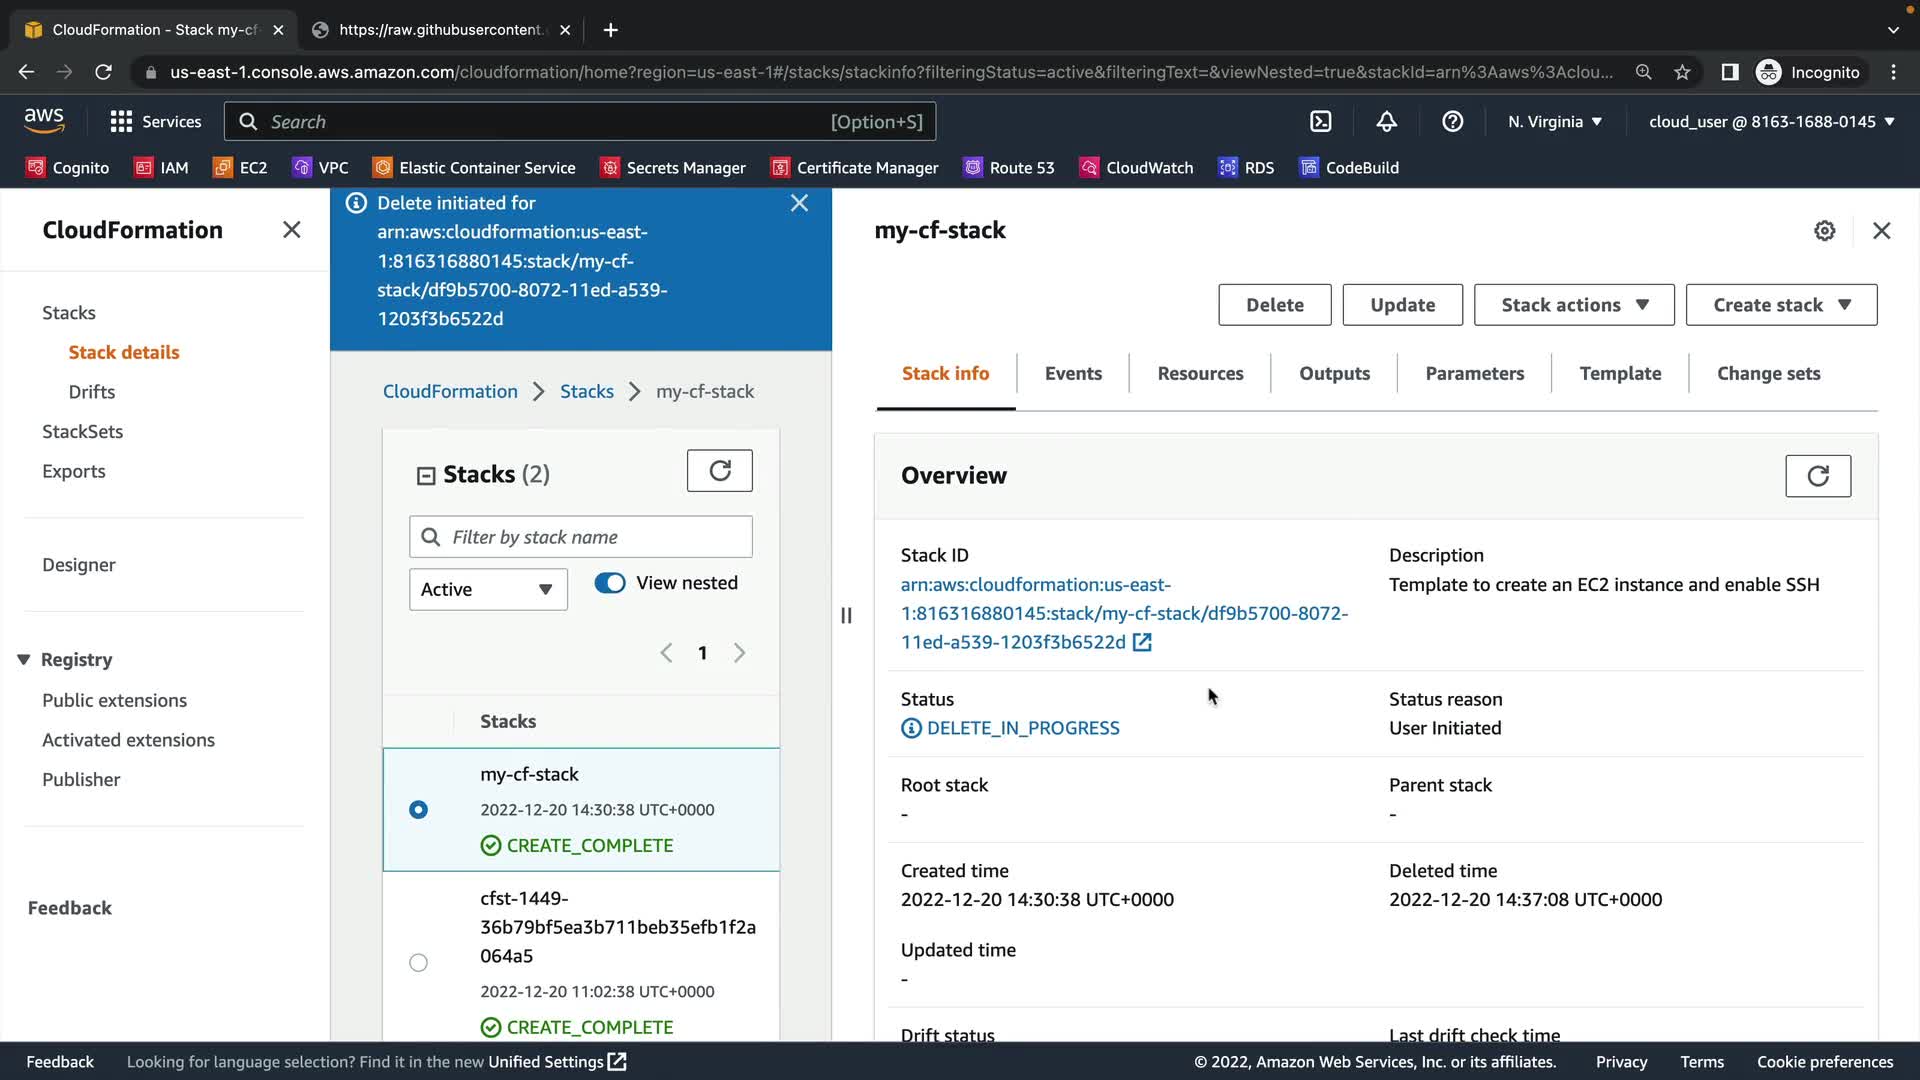 CloudFormation - Stack my-cf-
https://raw.githubusercontent.
us-east-1.console.aws.amazon.com/cloudformation/home?region=us-east-1#/stacks/stackinfo?filteringStatus=active&filteringText=&viewNested=true&stackId=arn%3Aaws%3Aclou...
Incognito
aws
Services
Search
[Option+S]
N. Virginia
cloud_user @ 8163-1688-0145
Cognito
IAM
EC2
VPC
Elastic Container Service
Secrets Manager
Certificate Manager
Route 53
CloudWatch
RDS
CodeBuild
CloudFormation
Stacks
Stack details
Drifts
StackSets
Exports
Designer
Registry
Public extensions
Activated extensions
Publisher
Feedback
Delete initiated for
arn:aws:cloudformation:us-east-
1:816316880145:stack/my-cf-
stack/df9b5700-8072-11ed-a539-
1203f3b6522d
CloudFormation
Stacks
my-cf-stack
Stacks (2)
Filter by stack name
Active
View nested
1
Stacks
my-cf-stack
2022-12-20 14:30:38 UTC+0000
CREATE_COMPLETE
cfst-1449-
36b79bf5ea3b711beb35efb1f2a
064a5
2022-12-20 11:02:38 UTC+0000
CREATE_COMPLETE
my-cf-stack
Delete
Update
Stack actions
Create stack
Stack info
Events
Resources
Outputs
Parameters
Template
Change sets
Overview
Stack ID
arn:aws:cloudformation:us-east-
1:816316880145:stack/my-cf-stack/df9b5700-8072-
11ed-a539-1203f3b6522d
Description
Template to create an EC2 instance and enable SSH
Status
DELETE_IN_PROGRESS
Status reason
User Initiated
Root stack
-
Parent stack
-
Created time
2022-12-20 14:30:38 UTC+0000
Deleted time
2022-12-20 14:37:08 UTC+0000
Updated time
-
Drift status
Last drift check time
Feedback
Looking for language selection? Find it in the new Unified Settings
© 2022, Amazon Web Services, Inc. or its affiliates.
Privacy
Terms
Cookie preferences